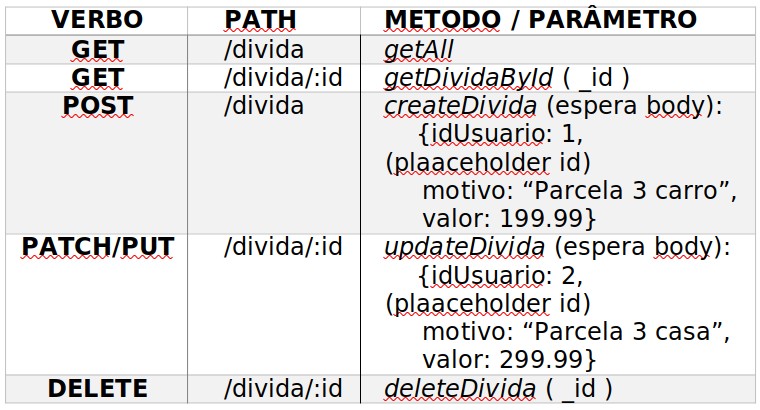 VERBO PATH METODO / PARÂMETRO
GET /divida getAll
GET /divida/:id getDividaById ( _id )
POST /divida createDivida (espera body):
{idUsuario: 1,
(plaaceholder id)
motivo: “Parcela 3 carro”,
valor: 199.99}
PATCH/PUT /divida/:id updateDivida (espera body):
{idUsuario: 2,
(plaaceholder id)
motivo: “Parcela 3 casa”,
valor: 299.99}
DELETE /divida/:id deleteDivida ( _id )